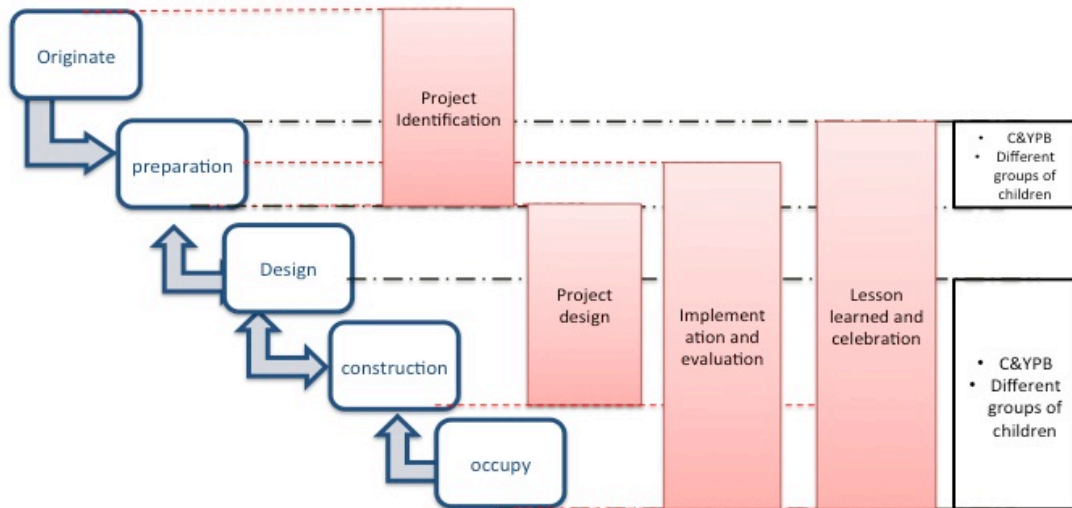 Originate
preparation
Design
construction
occupy
Project
Identification
Project
design
Implement
ation and
evaluation
Lesson
learned and
celebration
• C&YPB
• Different
groups of
children
• C&YPB
• Different
groups of
children